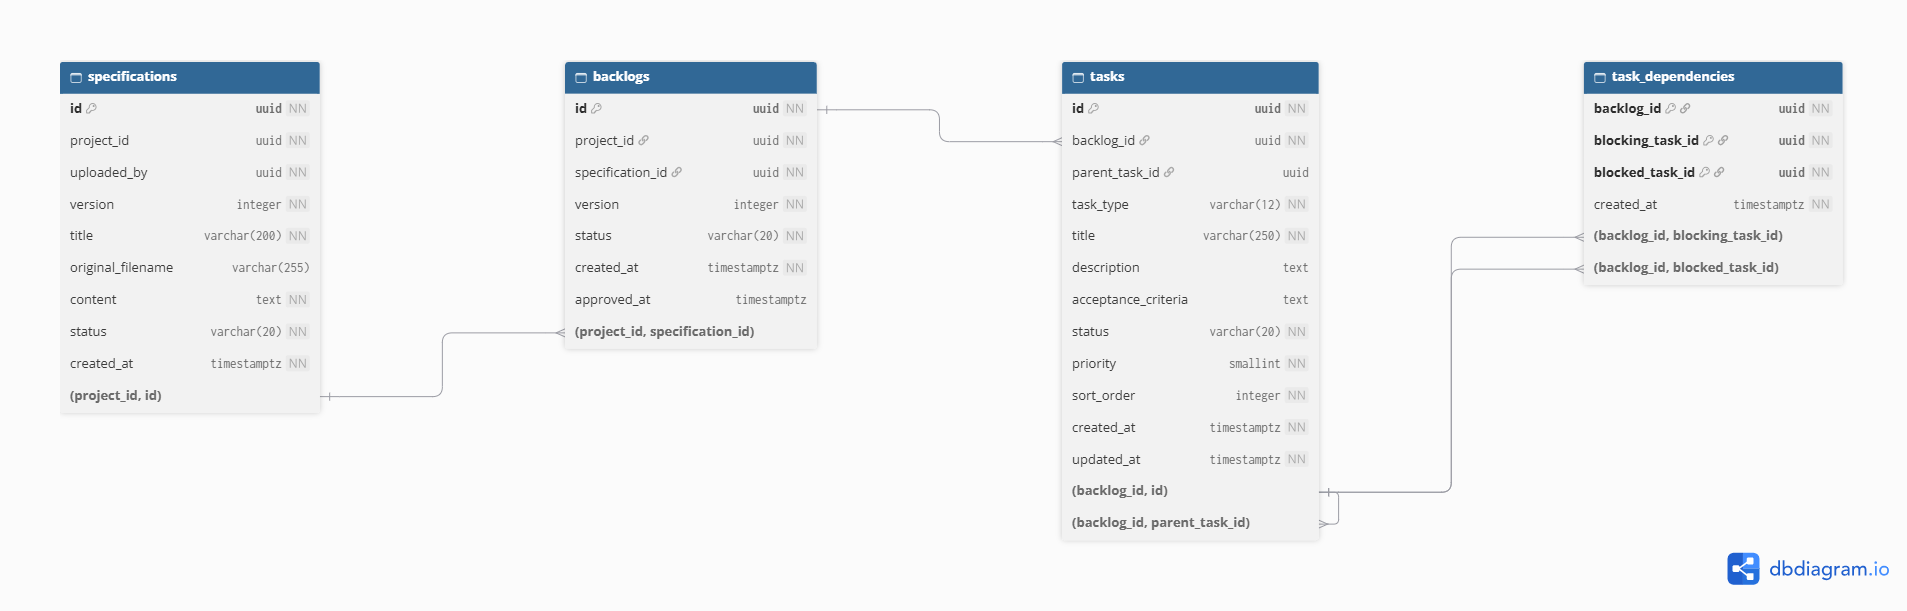 specifications
id uuid NN
project_id uuid NN
uploaded_by uuid NN
version integer NN
title varchar(200) NN
original_filename varchar(255)
content text NN
status varchar(20) NN
created_at timestamptz NN
(project_id, id)
backlogs
id uuid NN
project_id uuid NN
specification_id uuid NN
version integer NN
status varchar(20) NN
created_at timestamptz NN
approved_at timestamptz
(project_id, specification_id)
tasks
id uuid NN
backlog_id uuid NN
parent_task_id uuid
task_type varchar(12) NN
title varchar(250) NN
description text
acceptance_criteria text
status varchar(20) NN
priority smallint NN
sort_order integer NN
created_at timestamptz NN
updated_at timestamptz NN
(backlog_id, id)
(backlog_id, parent_task_id)
task_dependencies
backlog_id uuid NN
blocking_task_id uuid NN
blocked_task_id uuid NN
created_at timestamptz NN
(backlog_id, blocking_task_id)
(backlog_id, blocked_task_id)
dbdiagram.io